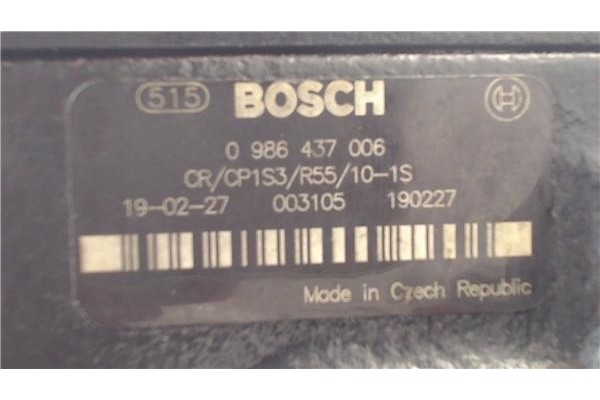 515 BOSCH
0 986 437 006
CR/CP1S3/R55/10-1S
19-02-27 003105 190227
Made in Czech Republic